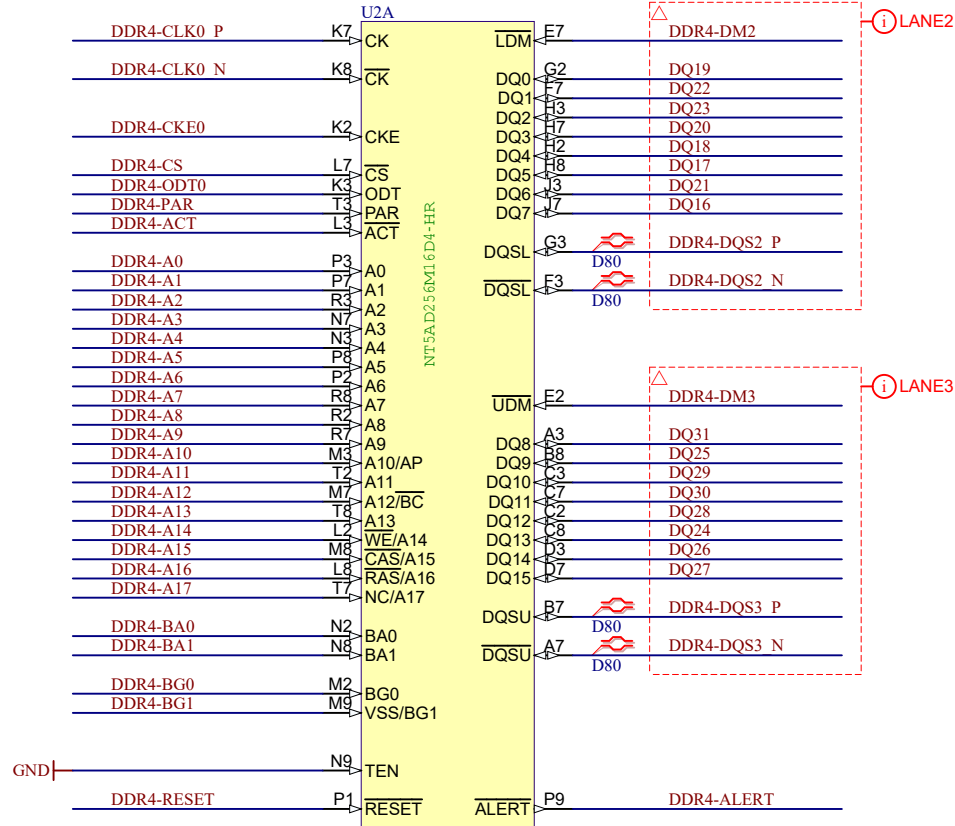 U2A
DDR4-CLK0_P K7 CK LDM E7 DDR4-DM2 LANE2
DDR4-CLK0_N K8 CK DQ0 G2 DQ19
DQ1 F7 DQ22
DQ2 H3 DQ23
DDR4-CKE0 K2 CKE DQ3 H7 DQ20
DQ4 H2 DQ18
DDR4-CS L7 CS DQ5 H8 DQ17
DDR4-ODT0 K3 ODT DQ6 J3 DQ21
DDR4-PAR T3 PAR DQ7 J7 DQ16
DDR4-ACT L3 ACT
NT5AD256M16D4-HR
DQSL G3 D80 DDR4-DQS2_P
DDR4-A0 P3 A0
DDR4-A1 P7 A1 DQSL F3 D80 DDR4-DQS2_N
DDR4-A2 R3 A2
DDR4-A3 N7 A3
DDR4-A4 N3 A4
DDR4-A5 P8 A5
DDR4-A6 P2 A6 LANE3
DDR4-A7 R8 A7 UDM E2 DDR4-DM3
DDR4-A8 R2 A8
DDR4-A9 R7 A9 DQ8 A3 DQ31
DDR4-A10 M3 A10/AP DQ9 B8 DQ25
DDR4-A11 T2 A11 DQ10 C3 DQ29
DDR4-A12 M7 A12/BC DQ11 C7 DQ30
DDR4-A13 T8 A13 DQ12 C2 DQ28
DDR4-A14 L2 WE/A14 DQ13 C8 DQ24
DDR4-A15 M8 CAS/A15 DQ14 D3 DQ26
DDR4-A16 L8 RAS/A16 DQ15 D7 DQ27
DDR4-A17 T7 NC/A17
DQSU B7 D80 DDR4-DQS3_P
DDR4-BA0 N2 BA0
DDR4-BA1 N8 BA1 DQSU A7 D80 DDR4-DQS3_N
DDR4-BG0 M2 BG0
DDR4-BG1 M9 VSS/BG1
GND N9 TEN
DDR4-RESET P1 RESET ALERT P9 DDR4-ALERT